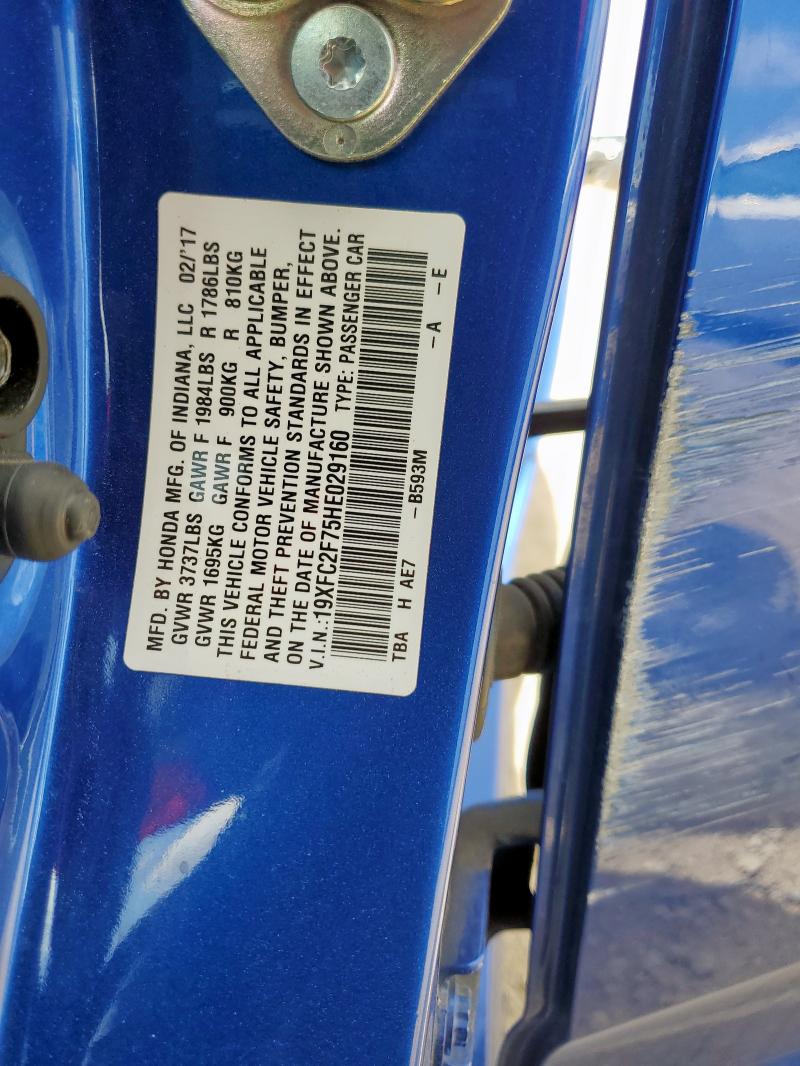 MFD. BY HONDA MFG. OF INDIANA, LLC 02/'17
GVWR 3737LBS GAWR F 1984LBS R 1786LBS
GVWR 1695KG GAWR F 900KG R 810KG
THIS VEHICLE CONFORMS TO ALL APPLICABLE
FEDERAL MOTOR VEHICLE SAFETY, BUMPER,
AND THEFT PREVENTION STANDARDS IN EFFECT
ON THE DATE OF MANUFACTURE SHOWN ABOVE.
V.I.N.:19XFC2F75HE029160 TYPE: PASSENGER CAR
TBA H AE7 –B593M –A –E